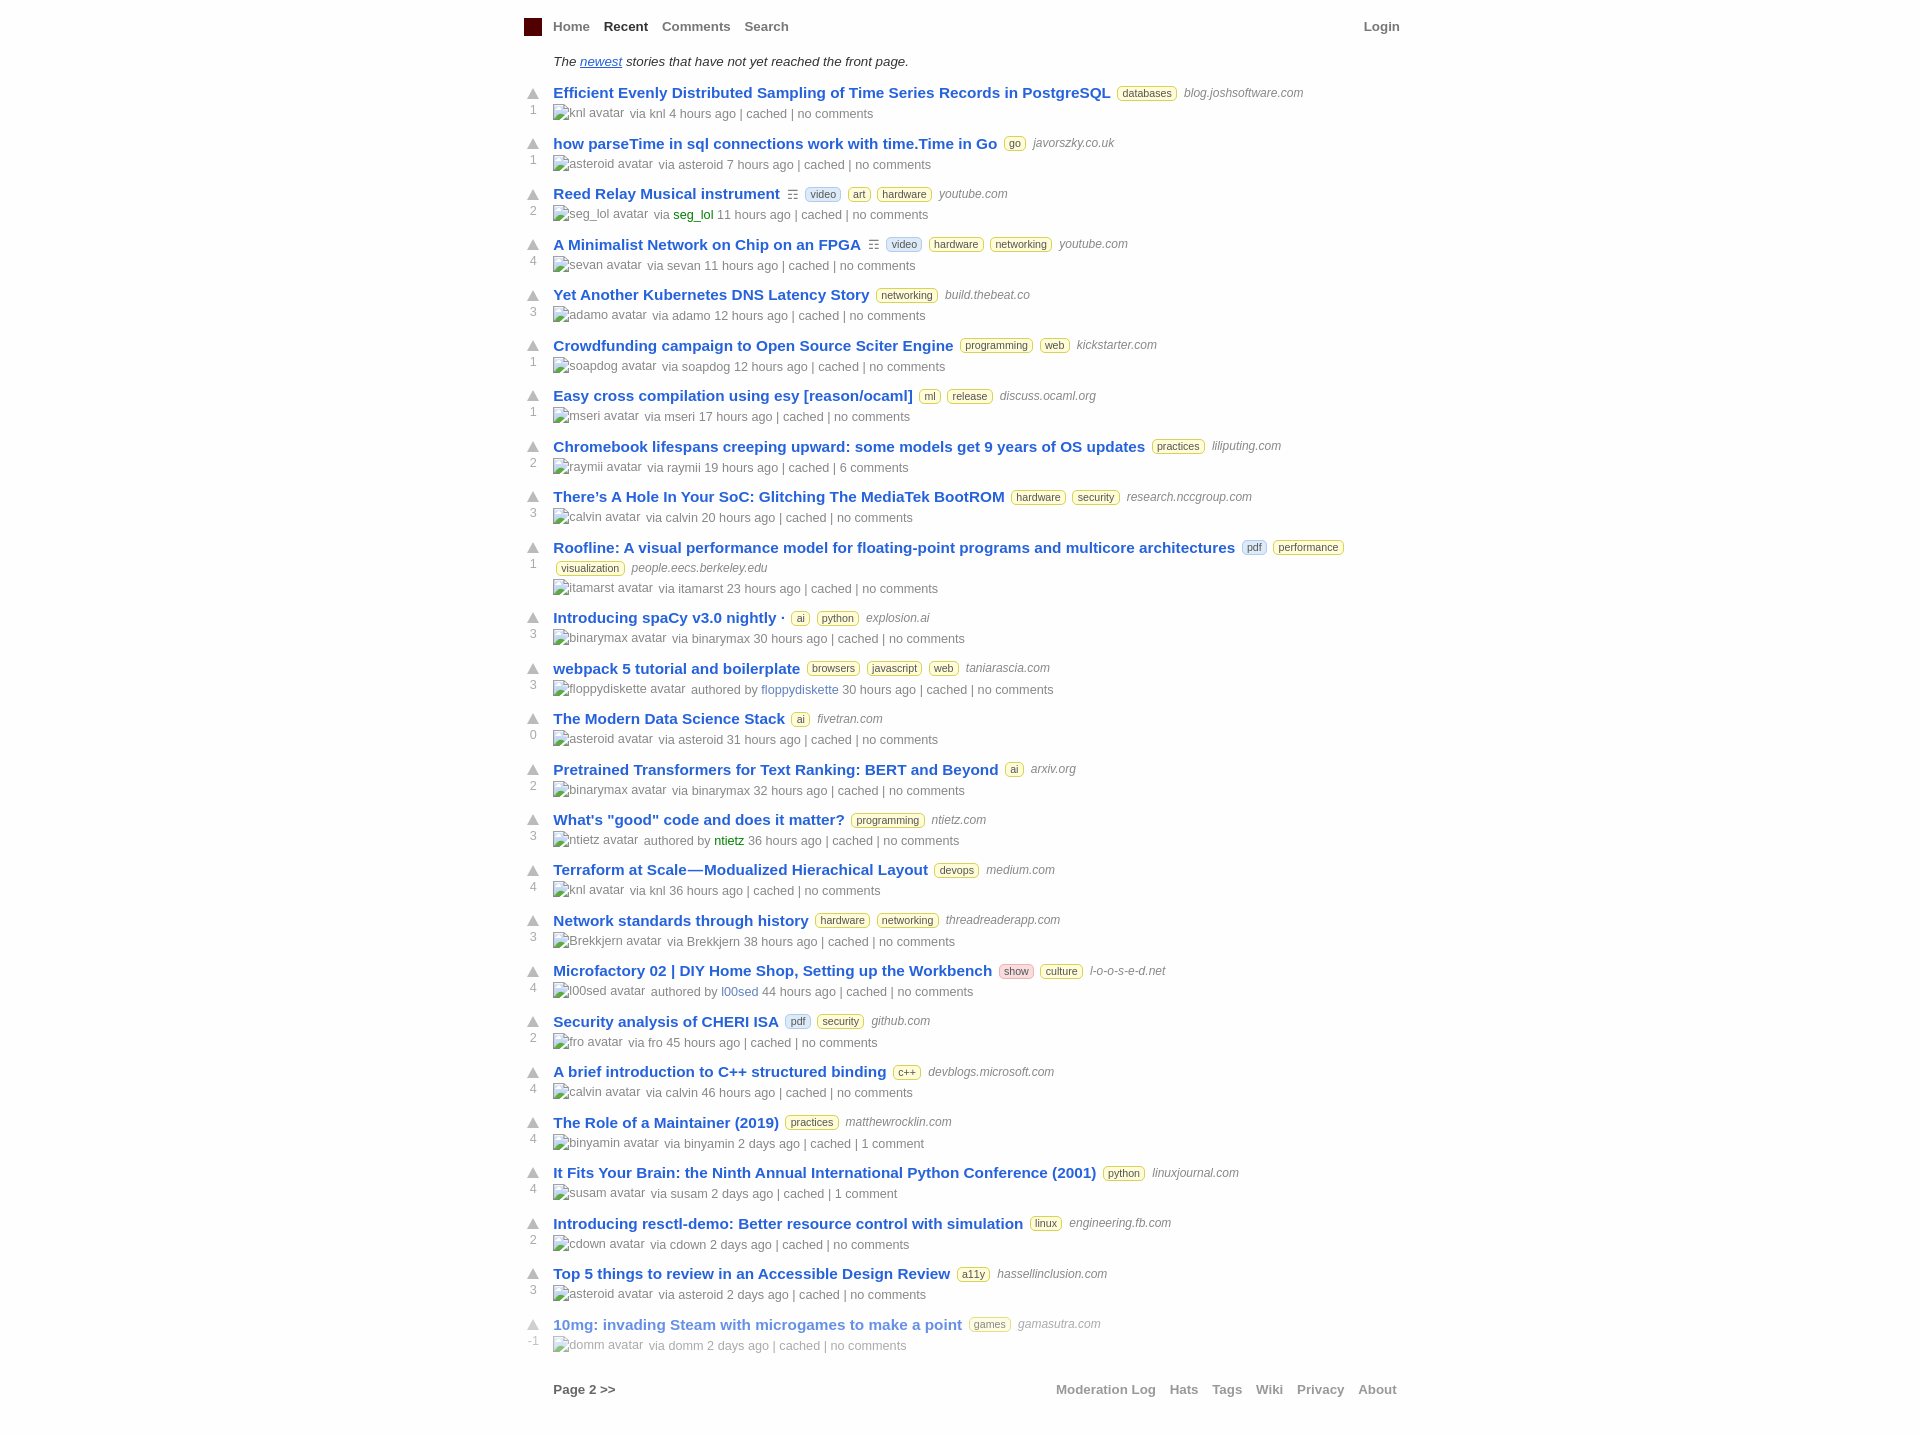 Home Recent Comments Search Login
The newest stories that have not yet reached the front page.
Efficient Evenly Distributed Sampling of Time Series Records in PostgreSQL databases blog.joshsoftware.com
1
knl avatar via knl 4 hours ago | cached | no comments
how parseTime in sql connections work with time.Time in Go go javorszky.co.uk
1
asteroid avatar via asteroid 7 hours ago | cached | no comments
Reed Relay Musical instrument ☶ video art hardware youtube.com
2
seg_lol avatar via seg_lol 11 hours ago | cached | no comments
A Minimalist Network on Chip on an FPGA ☶ video hardware networking youtube.com
4
sevan avatar via sevan 11 hours ago | cached | no comments
Yet Another Kubernetes DNS Latency Story networking build.thebeat.co
3
adamo avatar via adamo 12 hours ago | cached | no comments
Crowdfunding campaign to Open Source Sciter Engine programming web kickstarter.com
1
soapdog avatar via soapdog 12 hours ago | cached | no comments
Easy cross compilation using esy [reason/ocaml] ml release discuss.ocaml.org
1
mseri avatar via mseri 17 hours ago | cached | no comments
Chromebook lifespans creeping upward: some models get 9 years of OS updates practices liliputing.com
2
raymii avatar via raymii 19 hours ago | cached | 6 comments
There’s A Hole In Your SoC: Glitching The MediaTek BootROM hardware security research.nccgroup.com
3
calvin avatar via calvin 20 hours ago | cached | no comments
Roofline: A visual performance model for floating-point programs and multicore architectures pdf performance
1
visualization people.eecs.berkeley.edu
itamarst avatar via itamarst 23 hours ago | cached | no comments
Introducing spaCy v3.0 nightly · ai python explosion.ai
3
binarymax avatar via binarymax 30 hours ago | cached | no comments
webpack 5 tutorial and boilerplate browsers javascript web taniarascia.com
3
floppydiskette avatar authored by floppydiskette 30 hours ago | cached | no comments
The Modern Data Science Stack ai fivetran.com
0
asteroid avatar via asteroid 31 hours ago | cached | no comments
Pretrained Transformers for Text Ranking: BERT and Beyond ai arxiv.org
2
binarymax avatar via binarymax 32 hours ago | cached | no comments
What's "good" code and does it matter? programming ntietz.com
3
ntietz avatar authored by ntietz 36 hours ago | cached | no comments
Terraform at Scale — Modualized Hierachical Layout devops medium.com
4
knl avatar via knl 36 hours ago | cached | no comments
Network standards through history hardware networking threadreaderapp.com
3
Brekkjern avatar via Brekkjern 38 hours ago | cached | no comments
Microfactory 02 | DIY Home Shop, Setting up the Workbench show culture l-o-o-s-e-d.net
4
l00sed avatar authored by l00sed 44 hours ago | cached | no comments
Security analysis of CHERI ISA pdf security github.com
2
fro avatar via fro 45 hours ago | cached | no comments
A brief introduction to C++ structured binding c++ devblogs.microsoft.com
4
calvin avatar via calvin 46 hours ago | cached | no comments
The Role of a Maintainer (2019) practices matthewrocklin.com
4
binyamin avatar via binyamin 2 days ago | cached | 1 comment
It Fits Your Brain: the Ninth Annual International Python Conference (2001) python linuxjournal.com
4
susam avatar via susam 2 days ago | cached | 1 comment
Introducing resctl-demo: Better resource control with simulation linux engineering.fb.com
2
cdown avatar via cdown 2 days ago | cached | no comments
Top 5 things to review in an Accessible Design Review a11y hassellinclusion.com
3
asteroid avatar via asteroid 2 days ago | cached | no comments
10mg: invading Steam with microgames to make a point games gamasutra.com
-1
domm avatar via domm 2 days ago | cached | no comments
Page 2 >> Moderation Log Hats Tags Wiki Privacy About